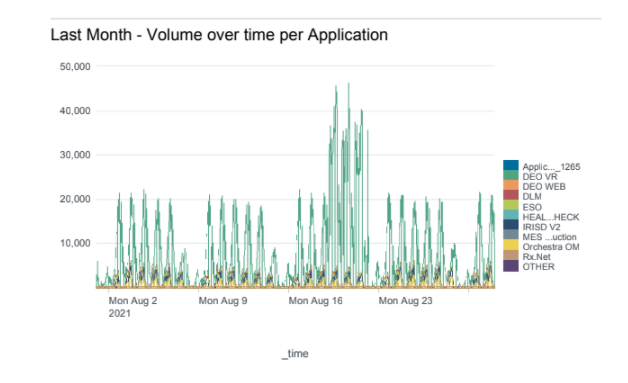 Last Month - Volume over time per Application
50,000
40,000
30,000
20,000
10,000
Mon Aug 2
2021
Mon Aug 9
Mon Aug 16
Mon Aug 23
_time
Applic..._1265
DEO VR
DEO WEB
DLM
ESO
HEAL...HECK
IRISD V2
MES ...uction
Orchestra OM
Rx.Net
OTHER